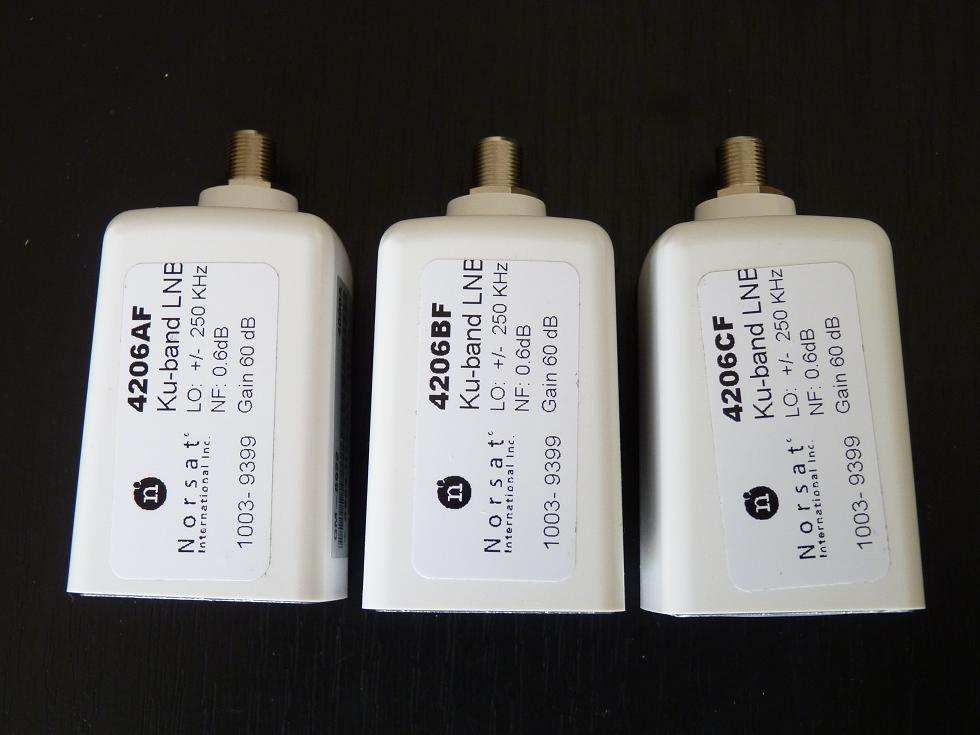 4206AF
Ku-band LNB
LO: +/- 250 KHz
NF: 0.6dB
Gain 60 dB
n
Norsat
International Inc.
1003- 9399
4206BF
Ku-band LNB
LO: +/- 250 KHz
NF: 0.6dB
Gain 60 dB
n
Norsat
International Inc.
1003- 9399
4206CF
Ku-band LNB
LO: +/- 250 KHz
NF: 0.6dB
Gain 60 dB
n
Norsat
International Inc.
1003- 9399